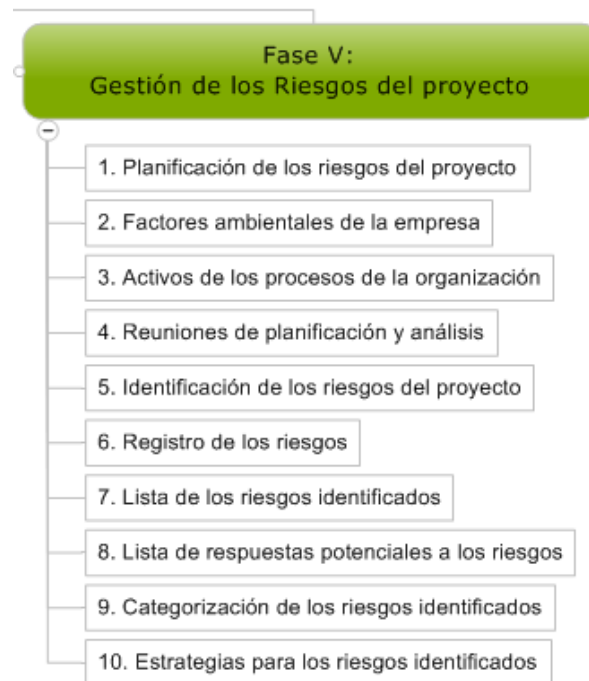 Fase V:
Gestión de los Riesgos del proyecto
1. Planificación de los riesgos del proyecto
2. Factores ambientales de la empresa
3. Activos de los procesos de la organización
4. Reuniones de planificación y análisis
5. Identificación de los riesgos del proyecto
6. Registro de los riesgos
7. Lista de los riesgos identificados
8. Lista de respuestas potenciales a los riesgos
9. Categorización de los riesgos identificados
10. Estrategias para los riesgos identificados